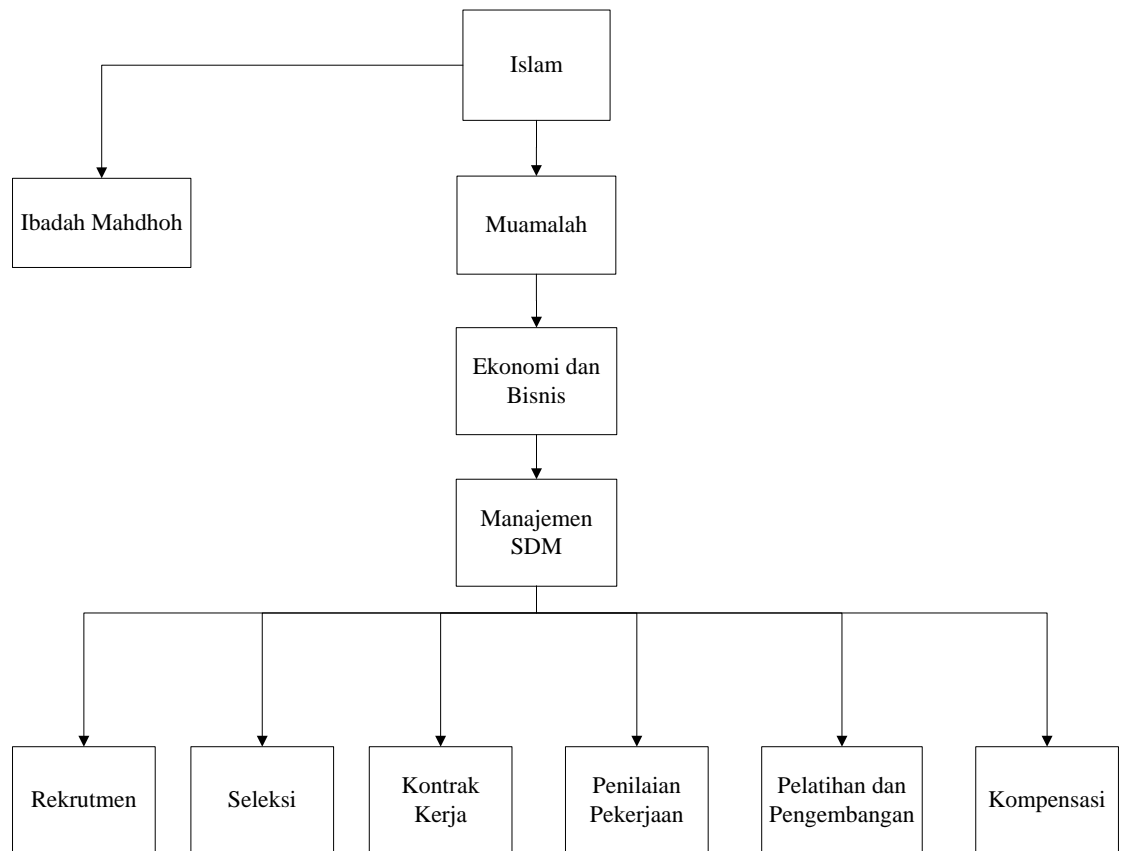 Islam
Ibadah Mahdhoh
Muamalah
Ekonomi dan
Bisnis
Manajemen
SDM
Rekrutmen
Seleksi
Kontrak
Kerja
Penilaian
Pekerjaan
Pelatihan dan
Pengembangan
Kompensasi